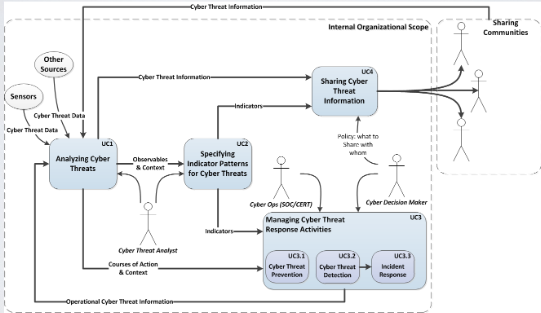 Cyber Threat Information
Internal Organizational Scope
Sharing
Communities
Other
Sources
Sensors
Cyber Threat Data
Cyber Threat Data
Cyber Threat Information
UC4
Sharing Cyber
Threat
Information
Indicators
UC1
Analyzing Cyber
Threats
Observables
& Context
UC2
Specifying
Indicator Patterns
for Cyber Threats
Policy; what to
Share with
whom
Cyber Ops (SOC/CERT)
Cyber Decision Maker
Cyber Threat Analyst
Indicators
UC3
Managing Cyber Threat
Response Activities
UC3.1
Cyber Threat
Prevention
UC3.2
Cyber Threat
Detection
UC3.3
Incident
Response
Courses of Action
& Context
Operational Cyber Threat Information